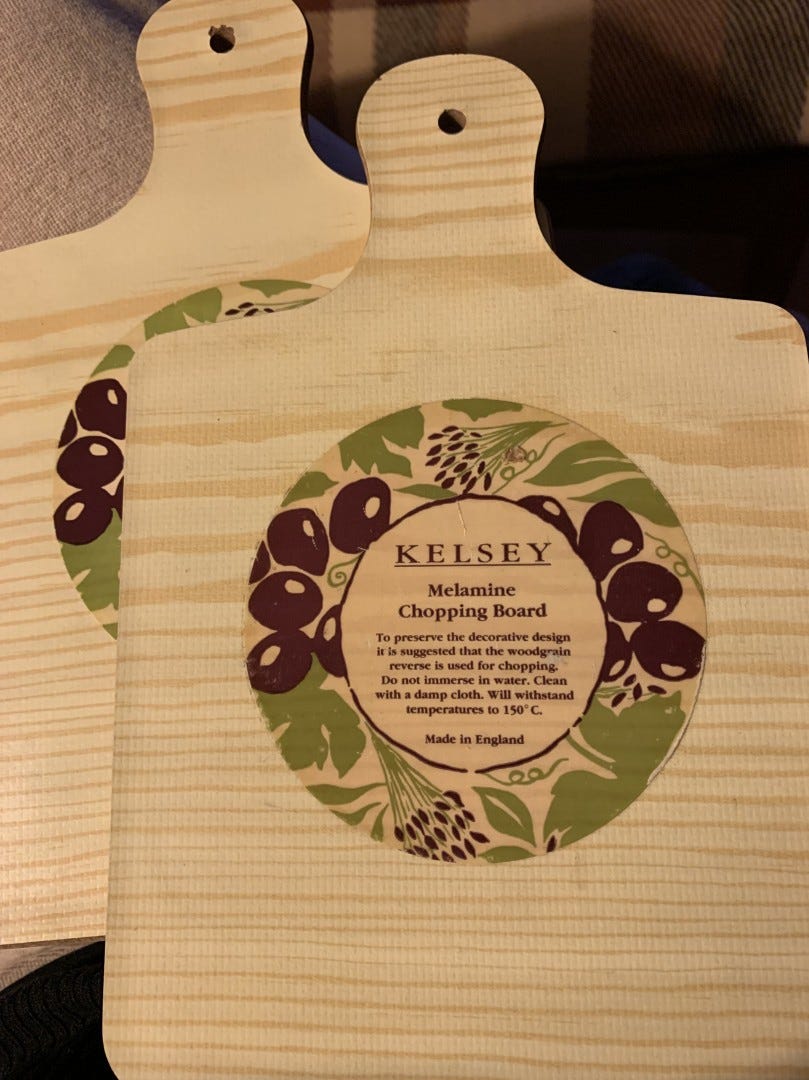 KELSEY
Melamine
Chopping Board
To preserve the decorative design
it is suggested that the woodgrain
reverse is used for chopping.
Do not immerse in water. Clean
with a damp cloth. Will withstand
temperatures to 150°C.
Made in England